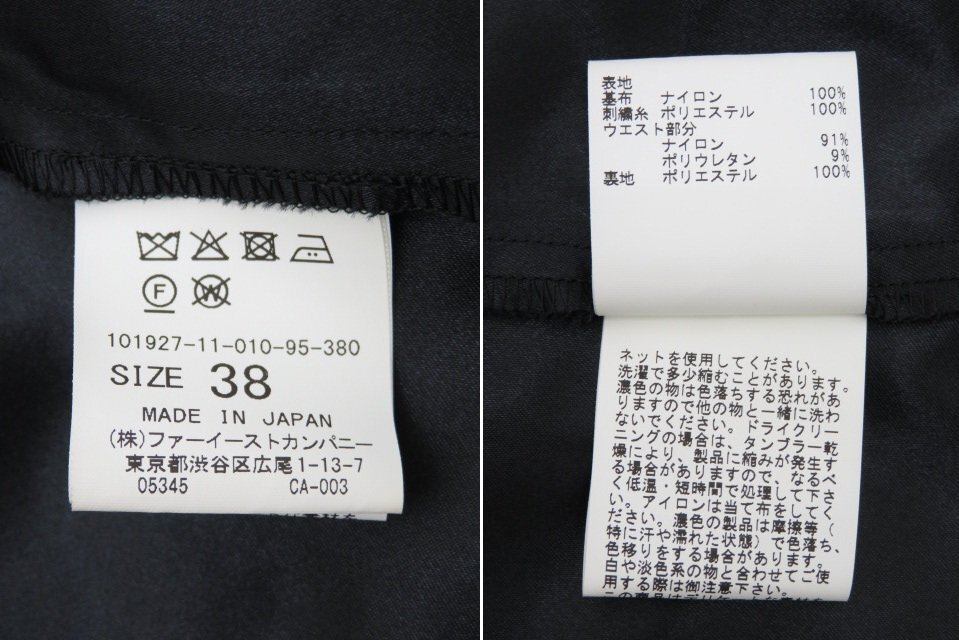 101927-11-010-95-380
SIZE 38
MADE IN JAPAN
(株)ファーイーストカンパニー
東京都渋谷区広尾1-13-7
05345 CA-003
表地
基布 ナイロン 100%
刺繍糸 ポリエステル 100%
ウエスト部分
ナイロン 91%
ポリウレタン 9%
裏地 ポリエステル 100%
ネットを使用してください。
洗濯で多少縮むことがあります。
濃色の物は色落ちする恐れがあ
りますので他の物と一緒に洗わ
ないでください。ドライクリー
ニングの場合は、タンブラー乾
燥により、製品に縮みが発生す
る場合がありますので、なるべ
く低温・短時間で処理して下さ
い。アイロンは当て布をしてく
ださい。濃色の製品は摩擦等(
特に汗や濡れた状態)で色落ち、
色移りをする場合があります。
白や淡色系の物と合わせてご使
用する際は御注意下さい。